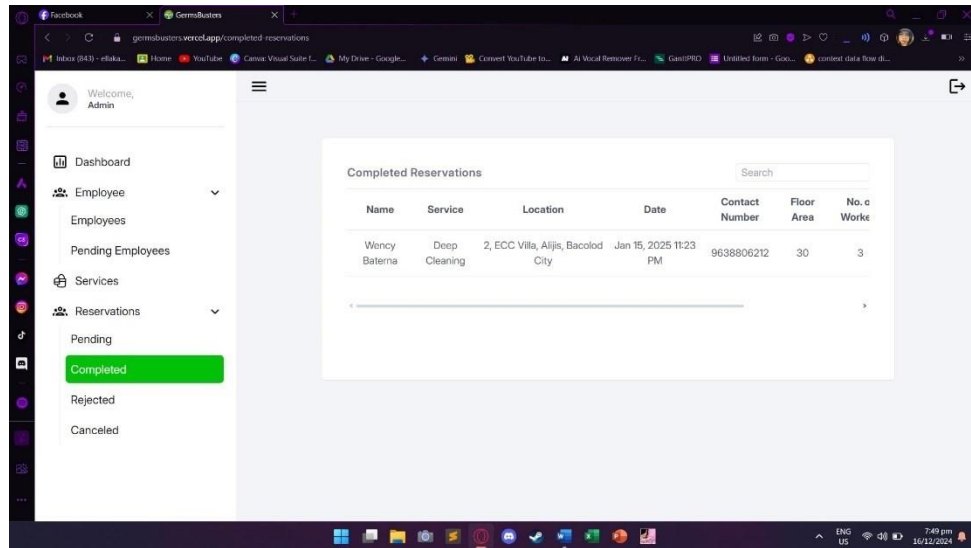 Facebook
GermsBusters
germsbusters.vercel.app/completed-reservations
Inbox (843) - ellaka...
Home
YouTube
Canva: Visual Suite f...
My Drive - Google...
Gemini
Convert YouTube to...
AI Vocal Remover Fr...
GanttPRO
Untitled form - Goo...
context data flow di...
Welcome,
Admin
Dashboard
Employee
Employees
Pending Employees
Services
Reservations
Pending
Completed
Rejected
Canceled
Completed Reservations
Search
Name Service Location Date Contact Number Floor Area No. o Worke
Wency Baterna Deep Cleaning 2, ECC Villa, Alijis, Bacolod City Jan 15, 2025 11:23 PM 9638806212 30 3
ENG
US
7:49 pm
16/12/2024